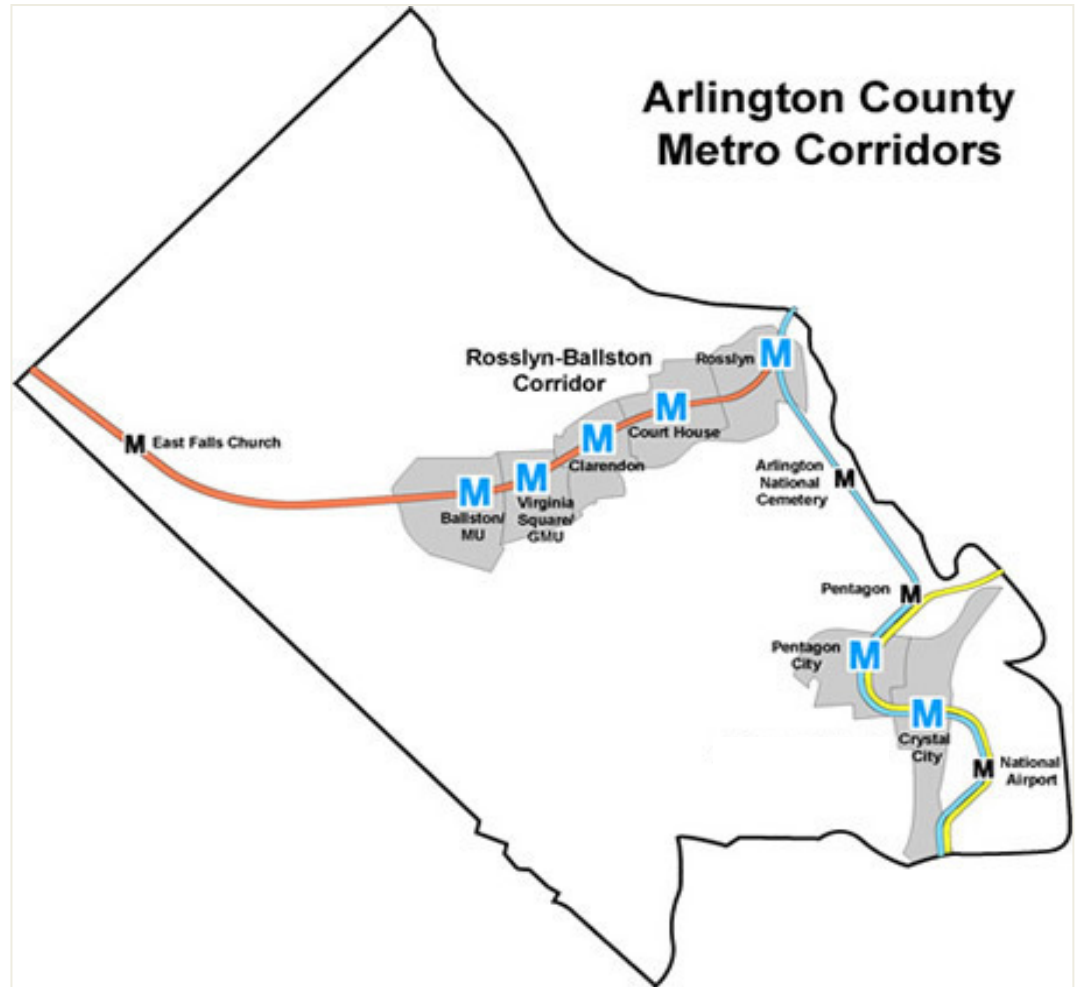 Arlington County
Metro Corridors
Rosslyn-Ballston
Corridor
Rosslyn
M
M
Court House
M
Clarendon
M
East Falls Church
M
Virginia
Square/
GMU
M
Ballston/
MU
Arlington
National
Cemetery
M
Pentagon
M
Pentagon
City
M
M
Crystal
City
M
National
Airport